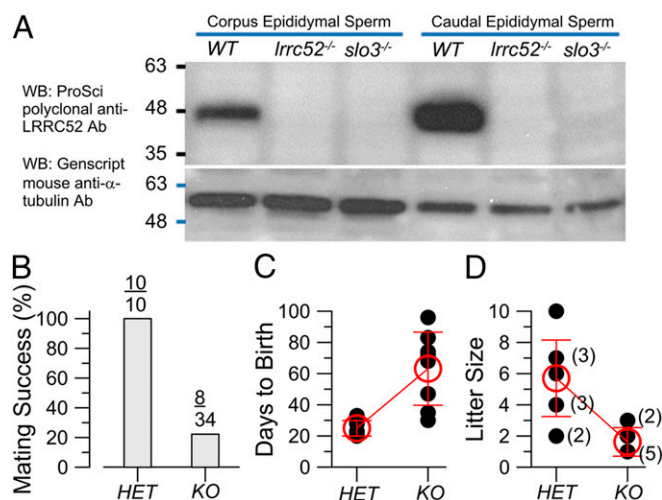 A
Corpus Epididymal Sperm Caudal Epididymal Sperm
WT lrrc52-/- slo3-/- WT lrrc52-/- slo3-/-
WB: ProSci
polyclonal anti-
LRRC52 Ab
63
48
35
WB: Genscript
mouse anti-α-
tubulin Ab
63
48
B
Mating Success (%)
100
80
60
40
20
0
10
10
8
34
HET KO
C
Days to Birth
100
80
60
40
20
0
HET KO
D
Litter Size
10
8
6
4
2
0
(3)
(3)
(2)
(2)
(5)
HET KO